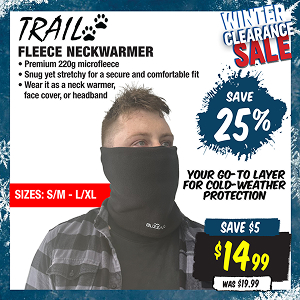 TRAIL
FLEECE NECKWARMER
• Premium 220g microfleece
• Snug yet stretchy for a secure and comfortable fit
• Wear it as a neck warmer,
face cover, or headband
WINTER
CLEARANCE
SALE
SAVE
25%
YOUR GO-TO LAYER
FOR COLD-WEATHER
PROTECTION
SIZES: S/M - L/XL
SAVE $5
$14.99
WAS $19.99